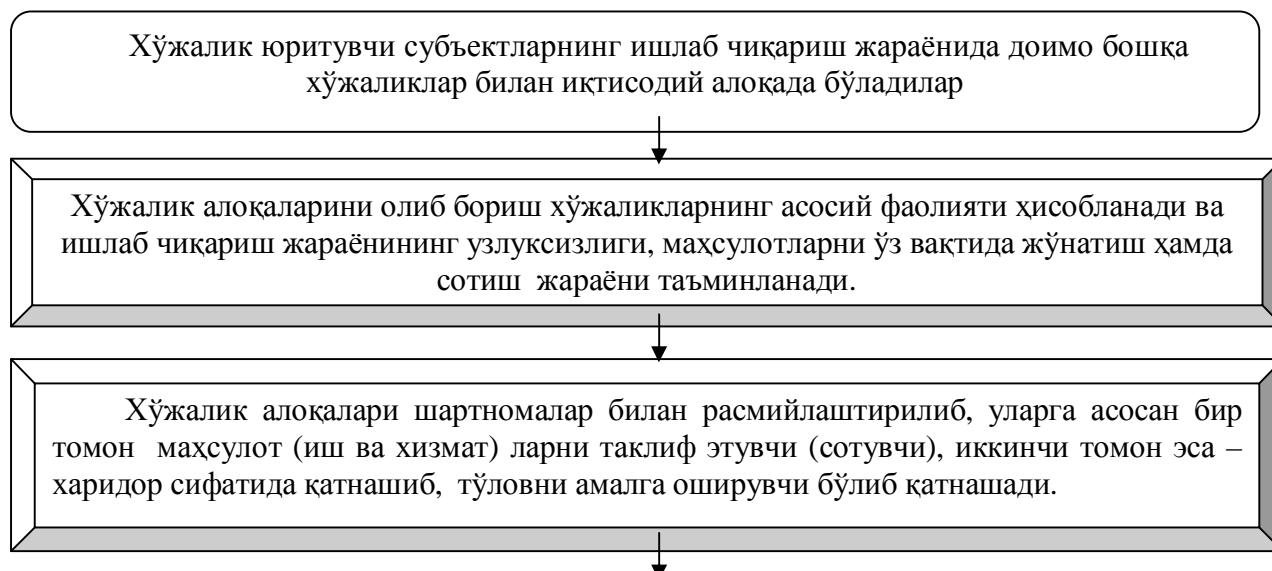 Хўжалик юритувчи субъектларнинг ишлаб чиқариш жараёнида доимо бошқа
хўжаликлар билан иқтисодий алоқада бўладилар
Хўжалик алоқаларини олиб бориш хўжаликларнинг асосий фаолияти ҳисобланади ва
ишлаб чиқариш жараёнининг узлуксизлиги, маҳсулотларни ўз вақтида жўнатиш ҳамда
сотиш жараёни таъминланади.
Хўжалик алоқалари шартномалар билан расмийлаштирилиб, уларга асосан бир
томон маҳсулот (иш ва хизмат) ларни таклиф этувчи (сотувчи), иккинчи томон эса –
харидор сифатида қатнашиб, тўловни амалга оширувчи бўлиб қатнашади.